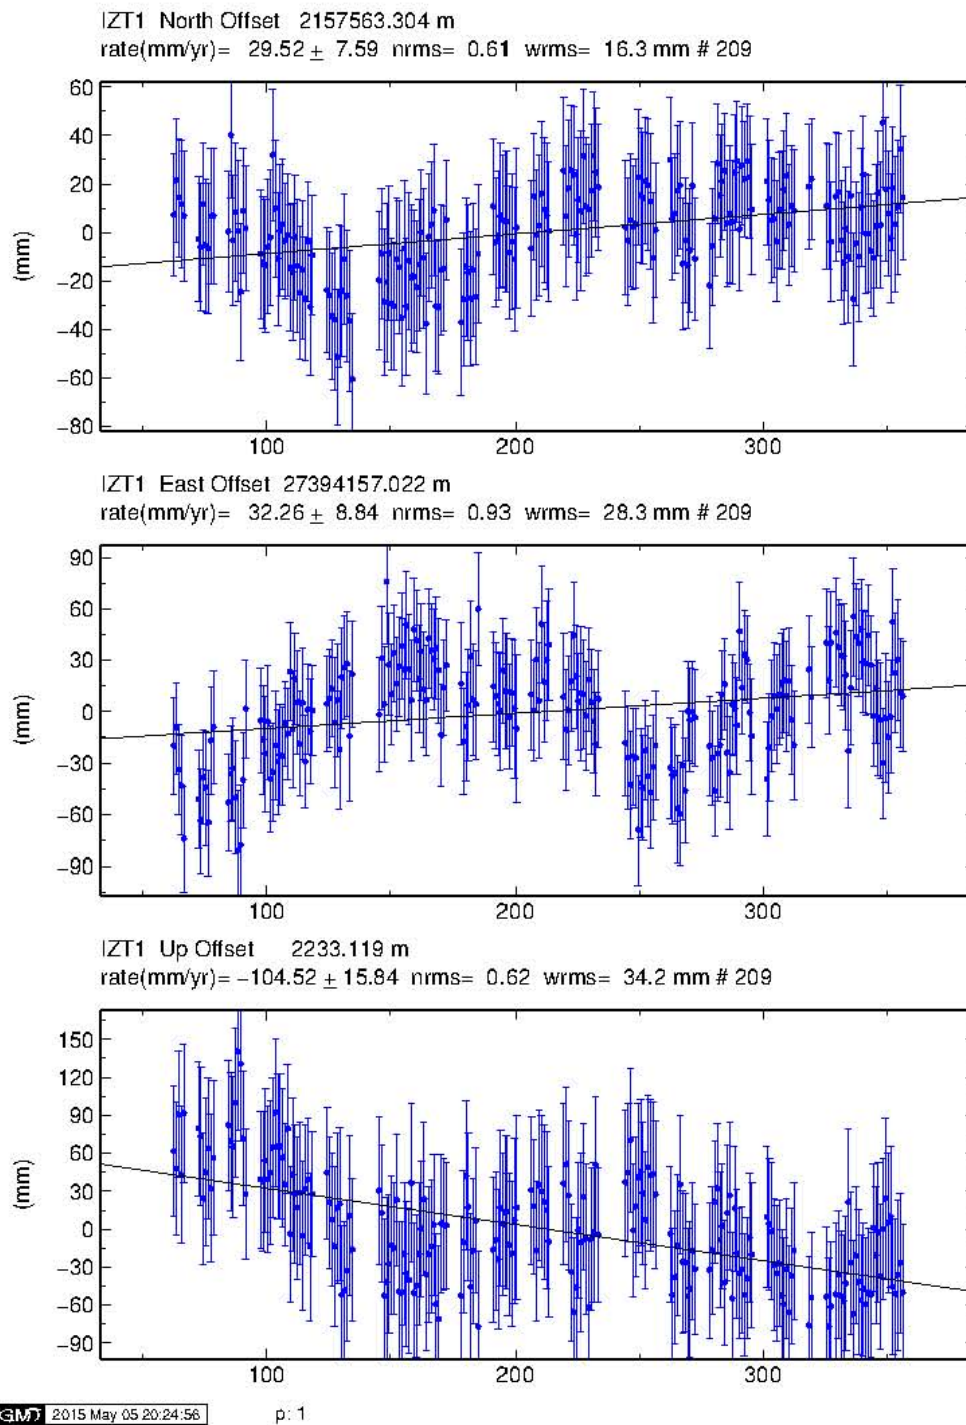 IZT1 North Offset 2157563.304 m
rate(mm/yr)= 29.52 ± 7.59 nrms= 0.61 wrms= 16.3 mm # 209
60
40
20
0
−20
−40
−60
−80
(mm)
100 200 300
IZT1 East Offset 27394157.022 m
rate(mm/yr)= 32.26 ± 8.84 nrms= 0.93 wrms= 28.3 mm # 209
90
60
30
0
−30
−60
−90
(mm)
100 200 300
IZT1 Up Offset 2233.119 m
rate(mm/yr)= −104.52 ± 15.84 nrms= 0.62 wrms= 34.2 mm # 209
150
120
90
60
30
0
−30
−60
−90
(mm)
100 200 300
GMT 2015 May 05 20:24:56 p: 1